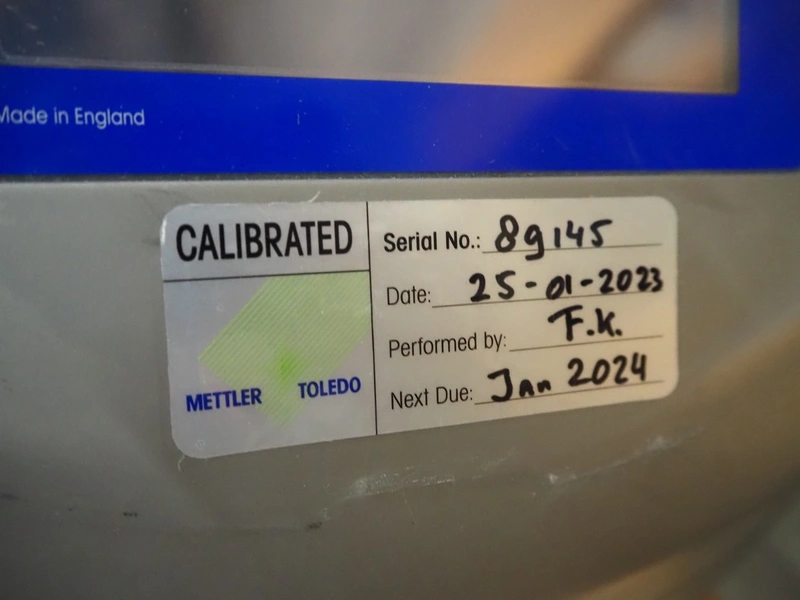 Made in England
CALIBRATED
METTLER TOLEDO
Serial No.: 89145
Date: 25-01-2023
Performed by: F.K.
Next Due: Jan 2024